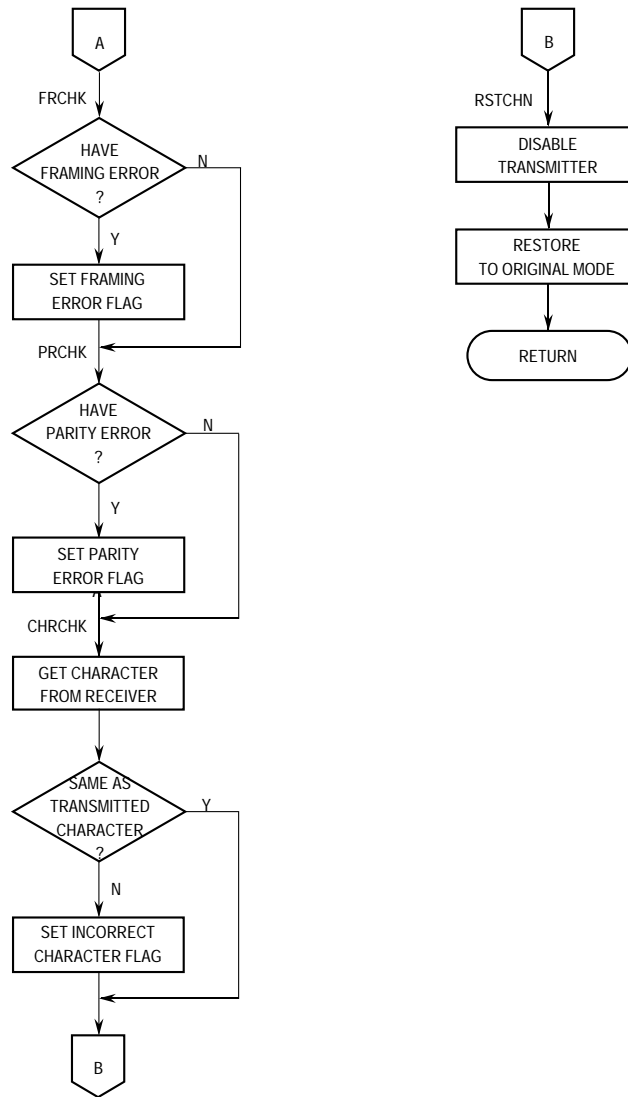 A
FRCHK
HAVE
FRAMING ERROR
?
N
Y
SET FRAMING
ERROR FLAG
PRCHK
HAVE
PARITY ERROR
?
N
Y
SET PARITY
ERROR FLAG
CHRCHK
GET CHARACTER
FROM RECEIVER
SAME AS
TRANSMITTED
CHARACTER
?
Y
N
SET INCORRECT
CHARACTER FLAG
B
B
RSTCHN
DISABLE
TRANSMITTER
RESTORE
TO ORIGINAL MODE
RETURN